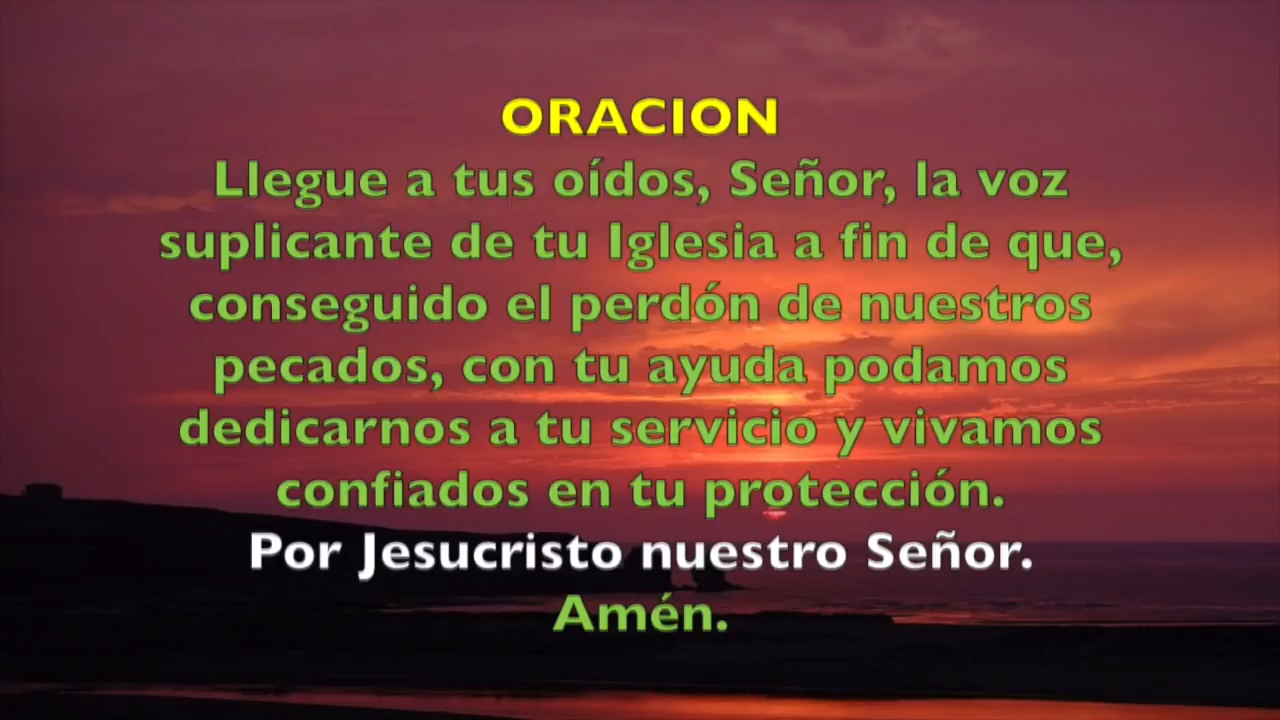 ORACION
Llegue a tus oídos, Señor, la voz
suplicante de tu Iglesia a fin de que,
conseguido el perdón de nuestros
pecados, con tu ayuda podamos
dedicarnos a tu servicio y vivamos
confiados en tu protección.
Por Jesucristo nuestro Señor.
Amén.